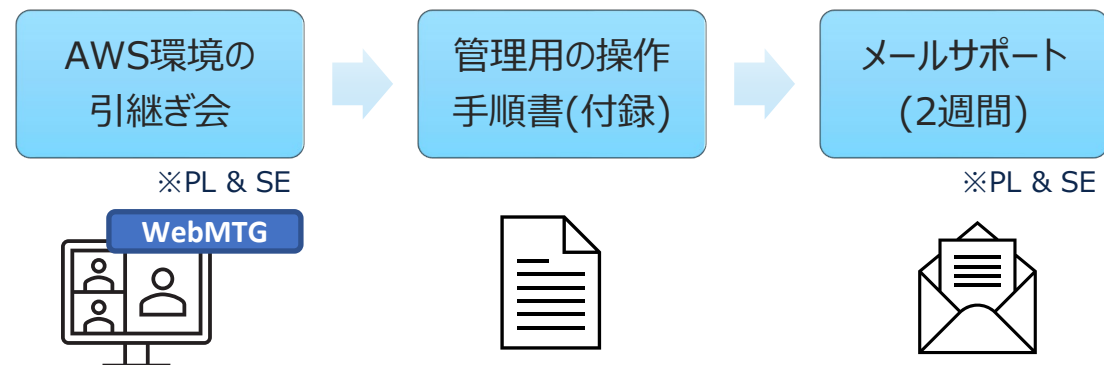 AWS環境の
引継ぎ会
管理用の操作
手順書(付録)
メールサポート
(2週間)
※PL & SE
※PL & SE
WebMTG